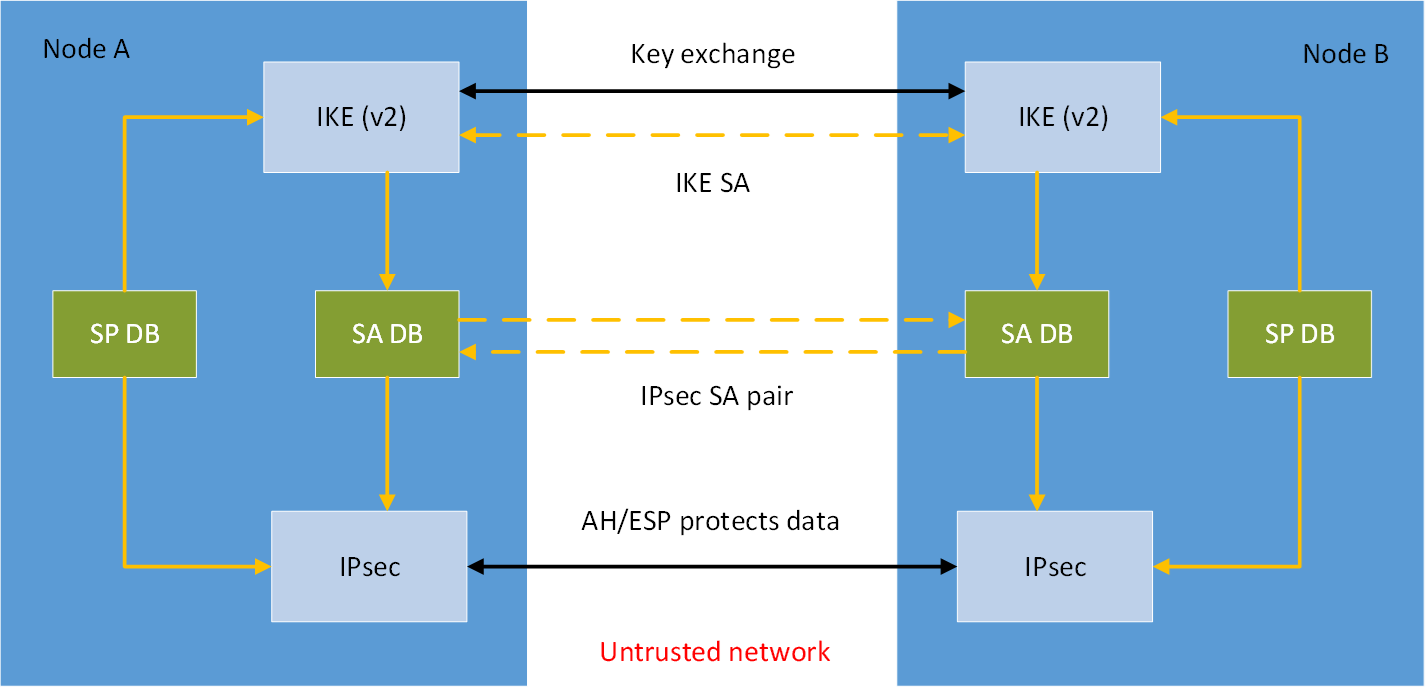 Node A
Key exchange
Node B
IKE (v2)
IKE (v2)
IKE SA
SP DB
SA DB
SA DB
SP DB
IPsec SA pair
AH/ESP protects data
IPsec
IPsec
Untrusted network